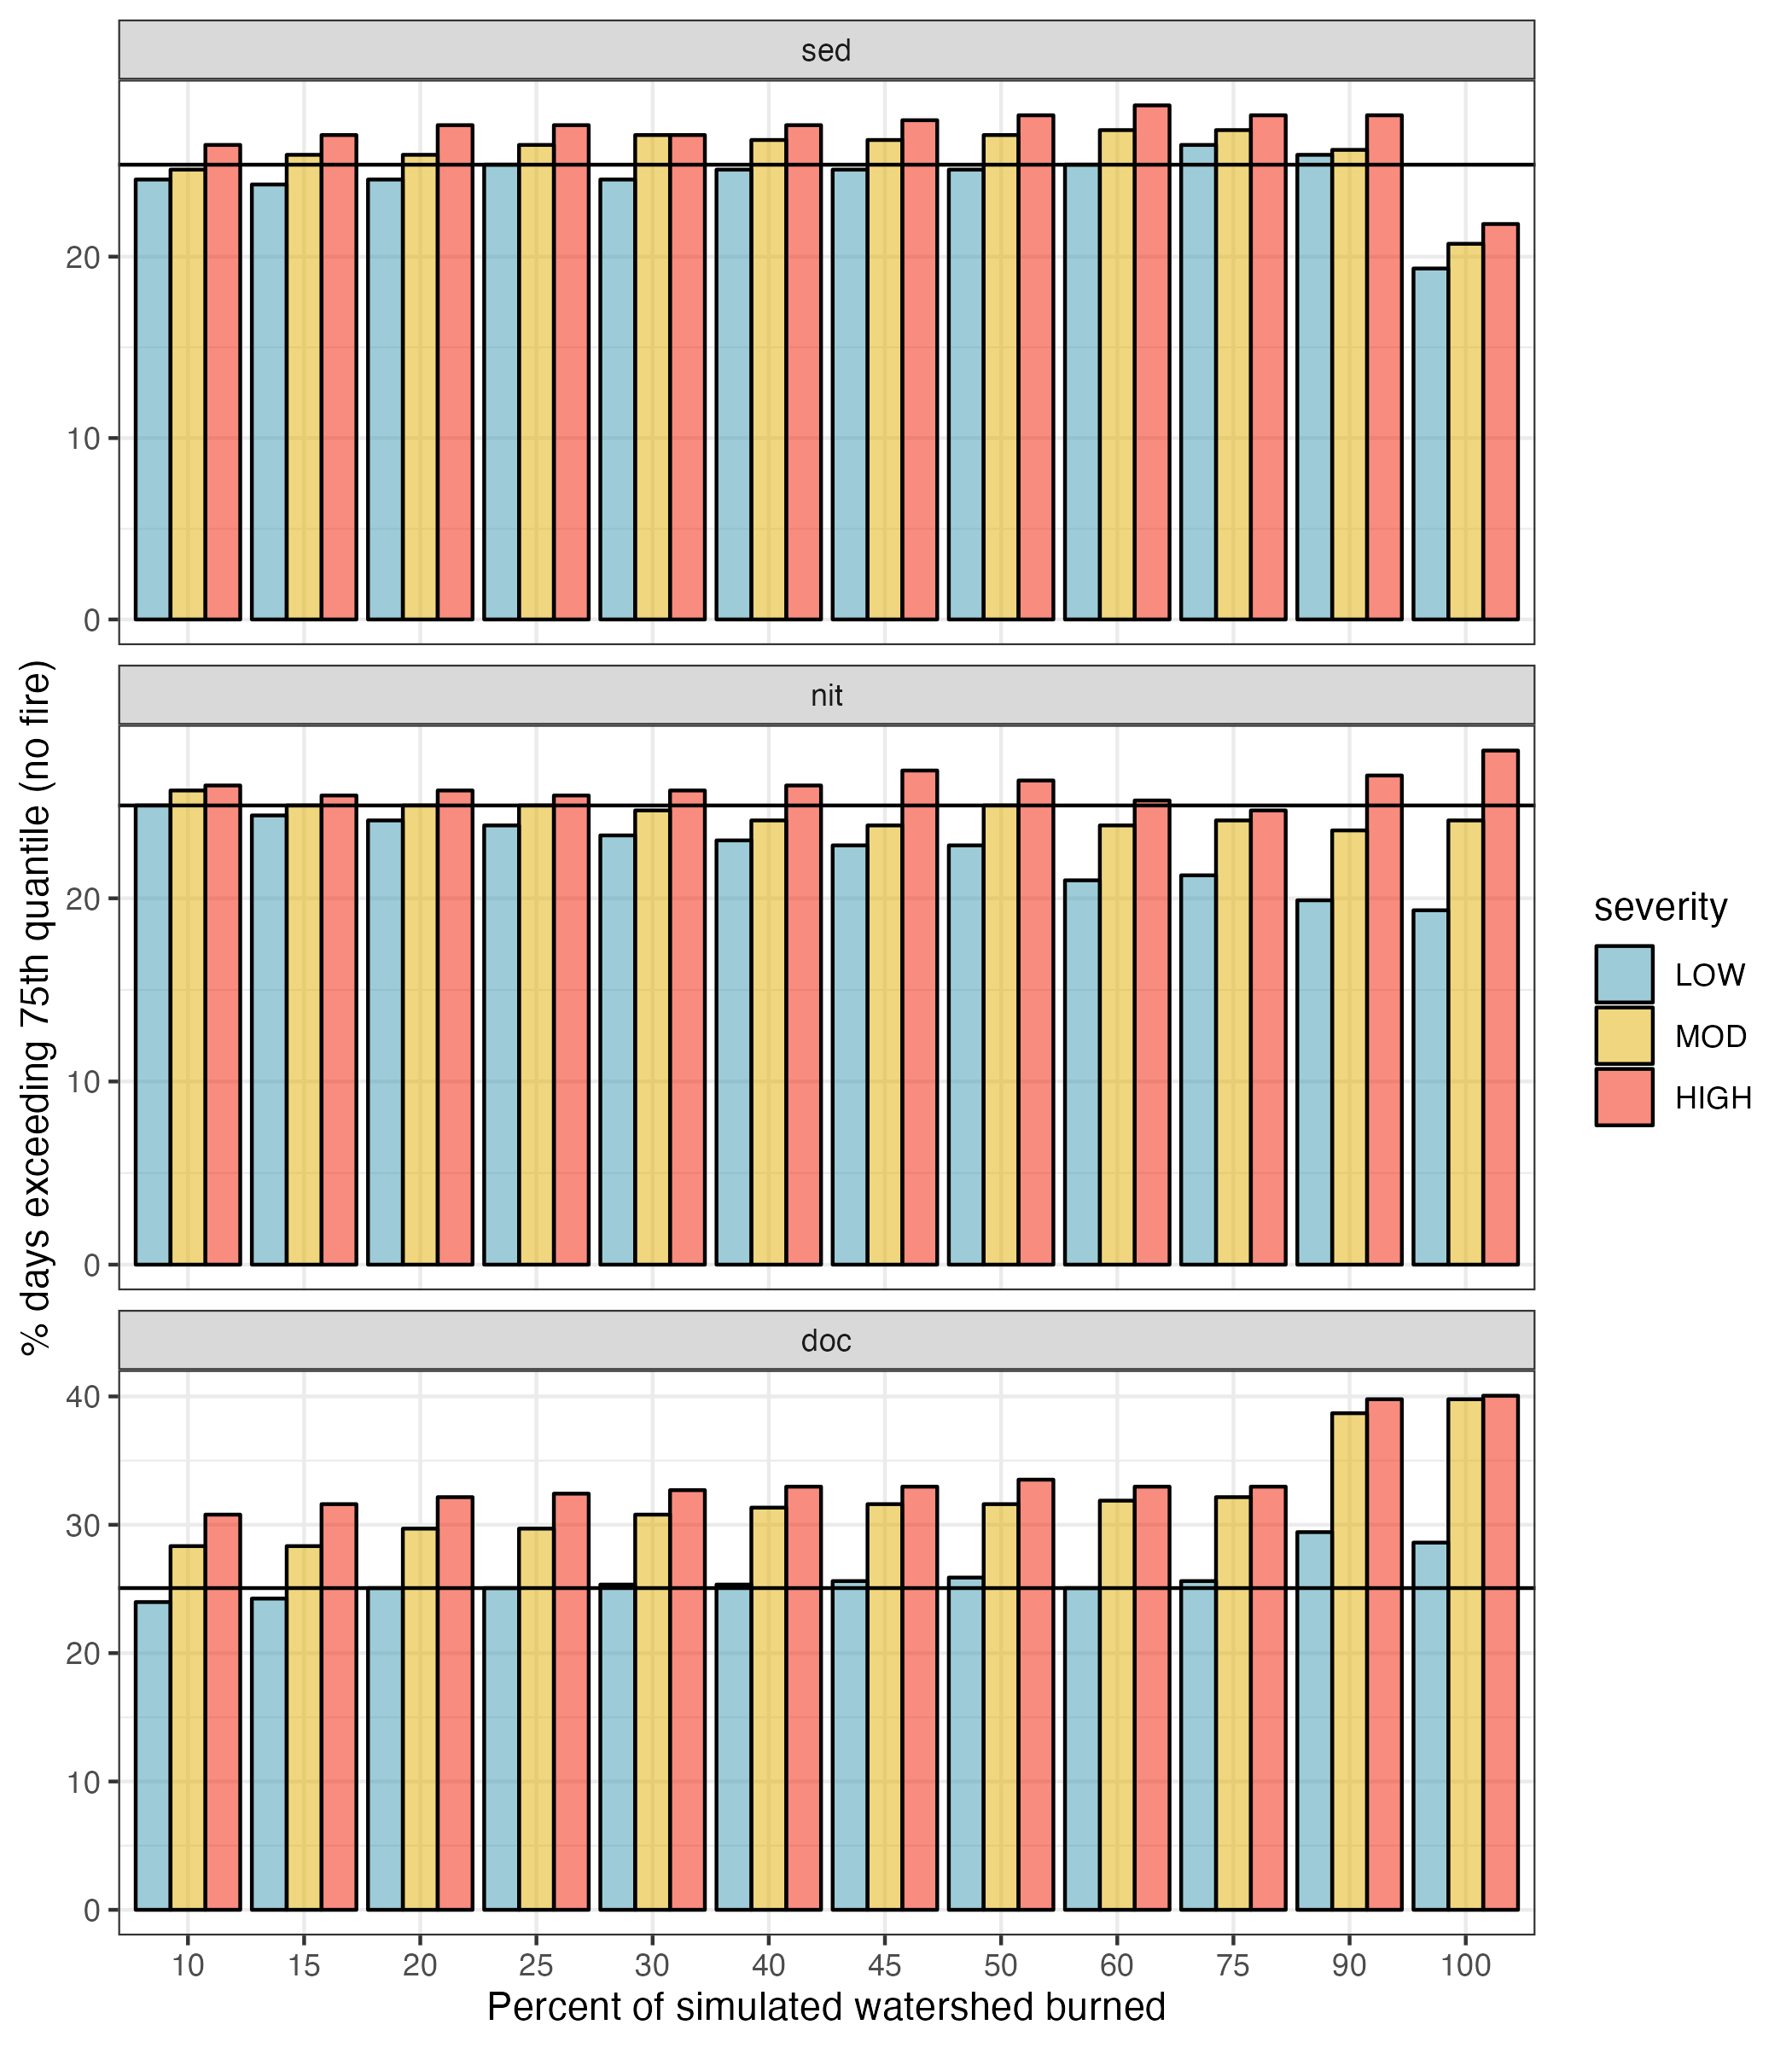 sed
20
10
0
nit
20
10
0
doc
40
30
20
10
0
10 15 20 25 30 40 45 50 60 75 90 100
Percent of simulated watershed burned
% days exceeding 75th quantile (no fire)
severity
LOW
MOD
HIGH